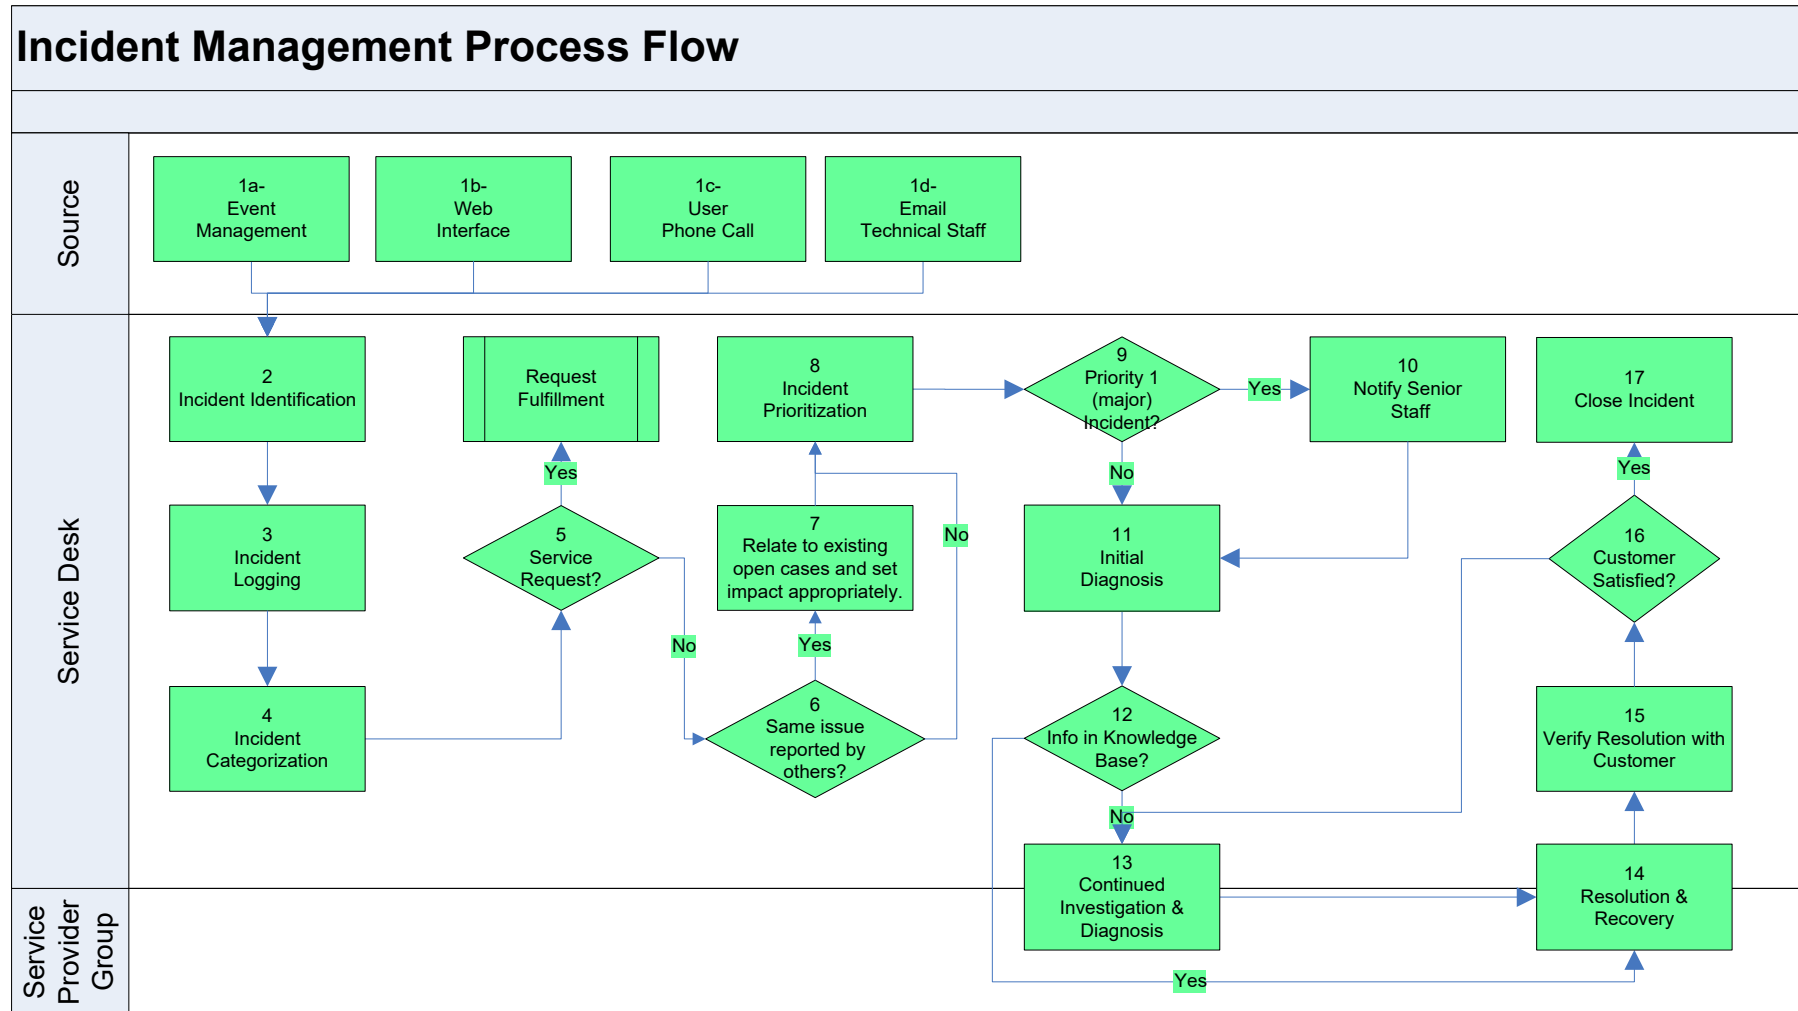 Incident Management Process Flow
Source
1a-
Event
Management
1b-
Web
Interface
1c-
User
Phone Call
1d-
Email
Technical Staff
Service Desk
2
Incident Identification
3
Incident
Logging
4
Incident
Categorization
Request
Fulfillment
Yes
5
Service
Request?
No
8
Incident
Prioritization
7
Relate to existing
open cases and set
impact appropriately.
Yes
No
6
Same issue
reported by
others?
9
Priority 1
(major)
Incident?
Yes
No
10
Notify Senior
Staff
11
Initial
Diagnosis
12
Info in Knowledge
Base?
No
13
Continued
Investigation &
Diagnosis
17
Close Incident
Yes
16
Customer
Satisfied?
15
Verify Resolution with
Customer
14
Resolution &
Recovery
Yes
Service
Provider
Group